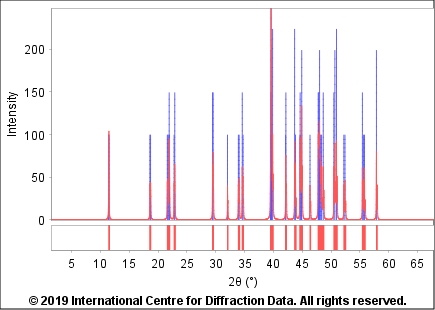 Intensity
200
150
100
50
0
5 10 15 20 25 30 35 40 45 50 55 60 65
2θ (°)
© 2019 International Centre for Diffraction Data. All rights reserved.